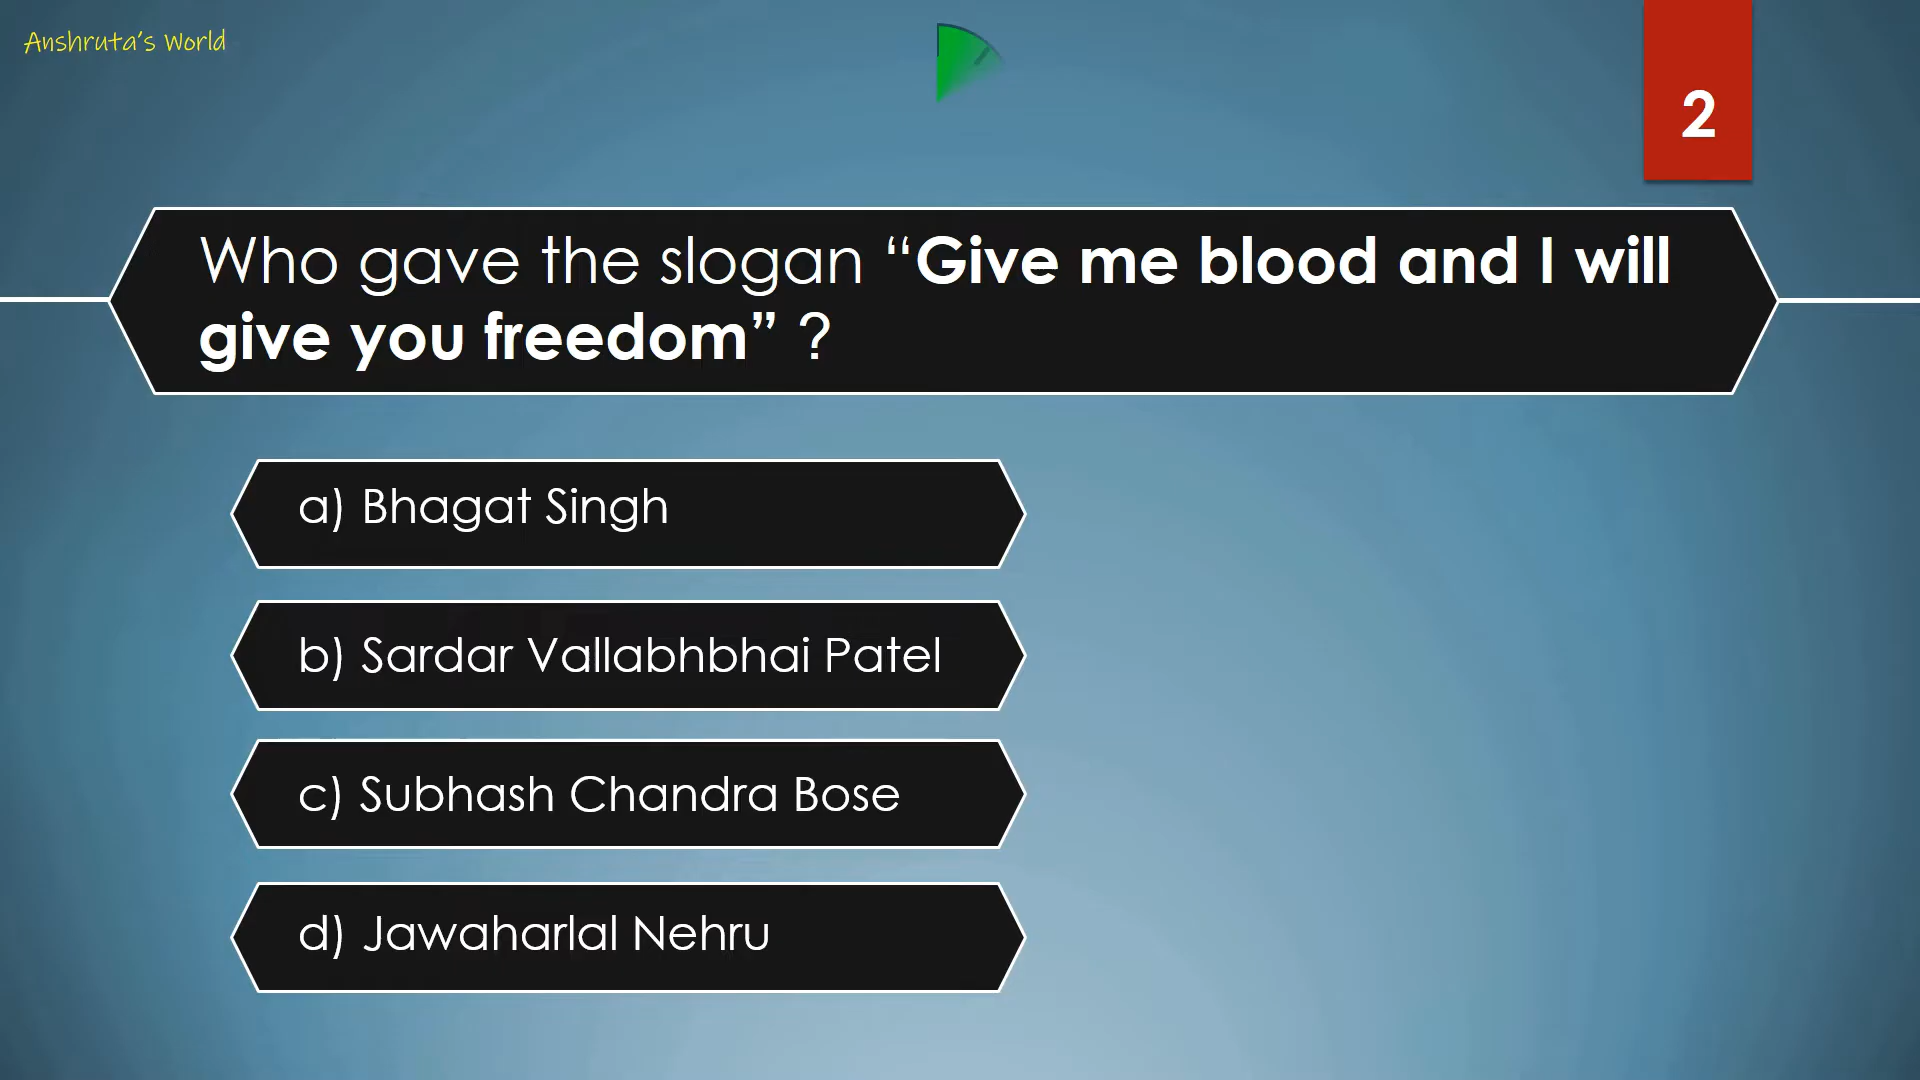 Anshruta's World
2
Who gave the slogan “Give me blood and I will
give you freedom” ?
a) Bhagat Singh
b) Sardar Vallabhbhai Patel
c) Subhash Chandra Bose
d) Jawaharlal Nehru